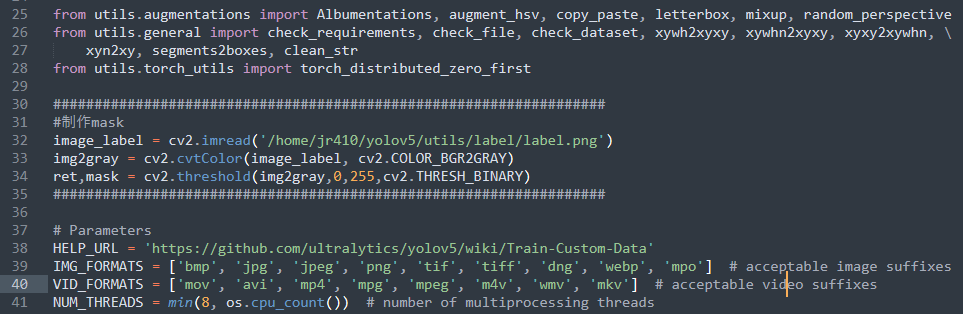 25 from utils.augmentations import Albumentations, augment_hsv, copy_paste, letterbox, mixup, random_perspective
26 from utils.general import check_requirements, check_file, check_dataset, xywh2xyxy, xywhn2xyxy, xyxy2xywhn, \
27     xyn2xy, segments2boxes, clean_str
28 from utils.torch_utils import torch_distributed_zero_first
29
30 ###################################################################
31 #制作mask
32 image_label = cv2.imread('/home/jr410/yolov5/utils/label/label.png')
33 img2gray = cv2.cvtColor(image_label, cv2.COLOR_BGR2GRAY)
34 ret,mask = cv2.threshold(img2gray,0,255,cv2.THRESH_BINARY)
35 ###################################################################
36
37 # Parameters
38 HELP_URL = 'https://github.com/ultralytics/yolov5/wiki/Train-Custom-Data'
39 IMG_FORMATS = ['bmp', 'jpg', 'jpeg', 'png', 'tif', 'tiff', 'dng', 'webp', 'mpo']  # acceptable image suffixes
40 VID_FORMATS = ['mov', 'avi', 'mp4', 'mpg', 'mpeg', 'm4v', 'wmv', 'mkv']  # acceptable video suffixes
41 NUM_THREADS = min(8, os.cpu_count())  # number of multiprocessing threads